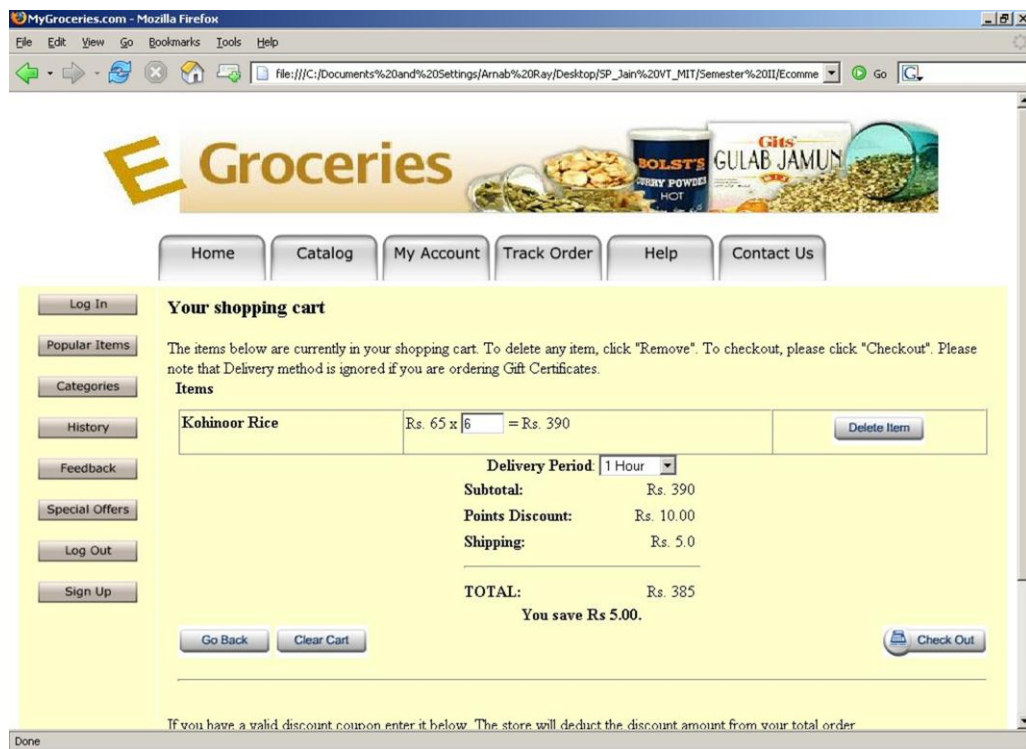 MyGroceries.com - Mozilla Firefox
File Edit View Go Bookmarks Tools Help
file:///C:/Documents%20and%20Settings/Arnab%20Ray/Desktop/SP_Jain%20VT_MIT/Semester%20II/Ecomme Go G
E Groceries
BOLST'S
CURRY POWDER
HOT
Gits
GULAB JAMUN
Home Catalog My Account Track Order Help Contact Us
Log In
Popular Items
Categories
History
Feedback
Special Offers
Log Out
Sign Up
Your shopping cart
The items below are currently in your shopping cart. To delete any item, click "Remove". To checkout, please click "Checkout". Please
note that Delivery method is ignored if you are ordering Gift Certificates.
Items
Kohinoor Rice Rs. 65 x 6 = Rs. 390 Delete Item
Delivery Period: 1 Hour
Subtotal: Rs. 390
Points Discount: Rs. 10.00
Shipping: Rs. 5.0
TOTAL: Rs. 385
You save Rs 5.00.
Go Back Clear Cart Check Out
If you have a valid discount coupon enter it below. The store will deduct the discount amount from your total order
Done